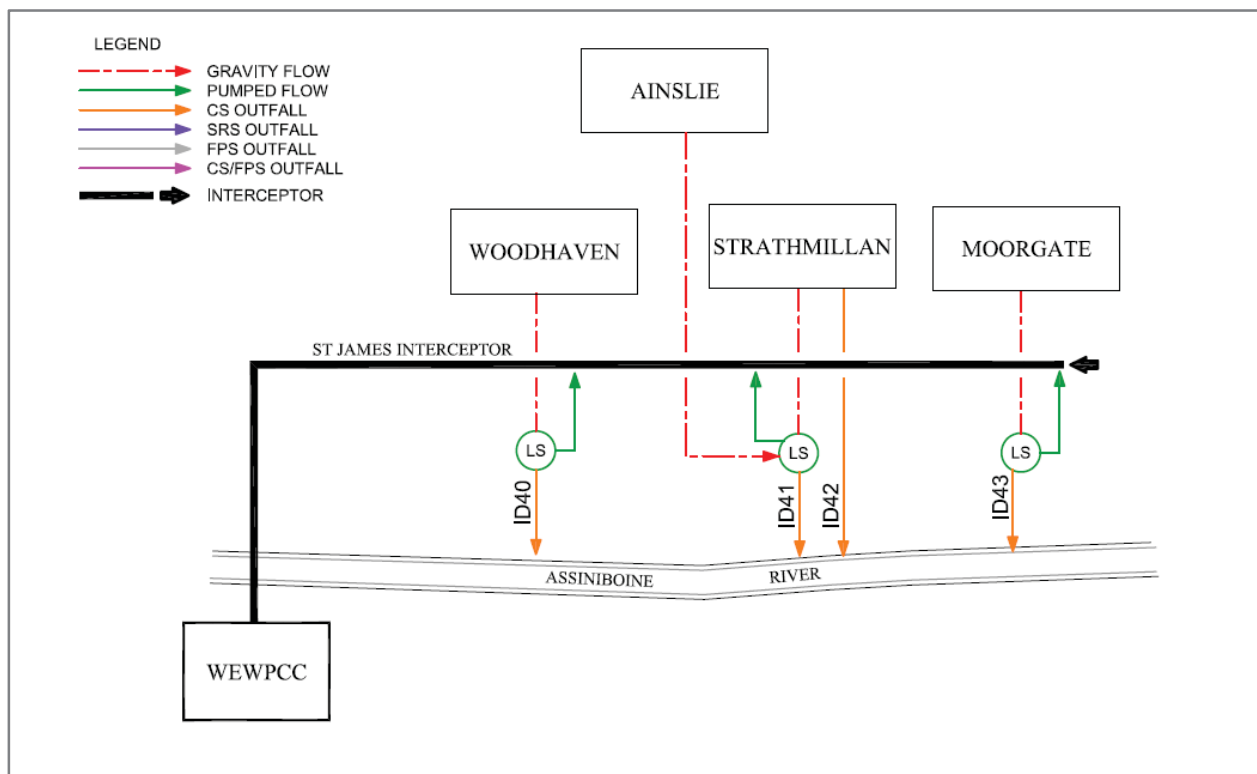 LEGEND
GRAVITY FLOW
PUMPED FLOW
CS OUTFALL
SRS OUTFALL
FPS OUTFALL
CS/FPS OUTFALL
INTERCEPTOR
AINSLIE
WOODHAVEN
STRATHMILLAN
MOORGATE
ST JAMES INTERCEPTOR
LS
LS
LS
ID40
ID41
ID42
ID43
ASSINIBOINE RIVER
WEWPCC